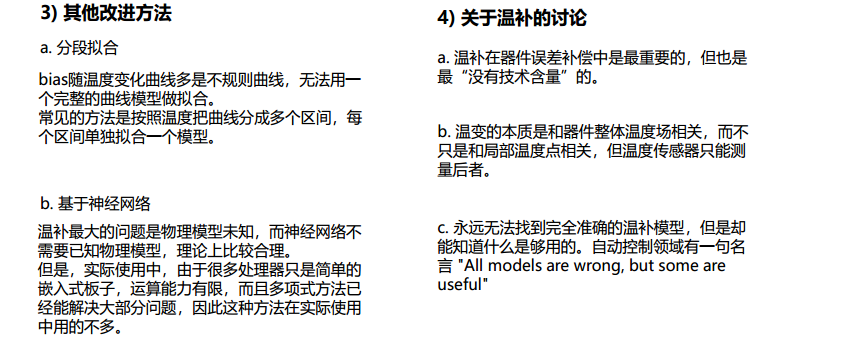 3) 其他改进方法
a. 分段拟合
bias随温度变化曲线多是不规则曲线，无法用一
个完整的曲线模型做拟合。
常见的方法是按照温度把曲线分成多个区间，每
个区间单独拟合一个模型。
b. 基于神经网络
温补最大的问题是物理模型未知，而神经网络不
需要已知物理模型，理论上比较合理。
但是，实际使用中，由于很多处理器只是简单的
嵌入式板子，运算能力有限，而且多项式方法已
经能解决大部分问题，因此这种方法在实际使用
中用的不多。
4) 关于温补的讨论
a. 温补在器件误差补偿中是最重要的，但也是
最“没有技术含量”的。
b. 温变的本质是和器件整体温度场相关，而不
只是和局部温度点相关，但温度传感器只能测
量后者。
c. 永远无法找到完全准确的温补模型，但是却
能知道什么是够用的。自动控制领域有一句名
言 "All models are wrong, but some are
useful"